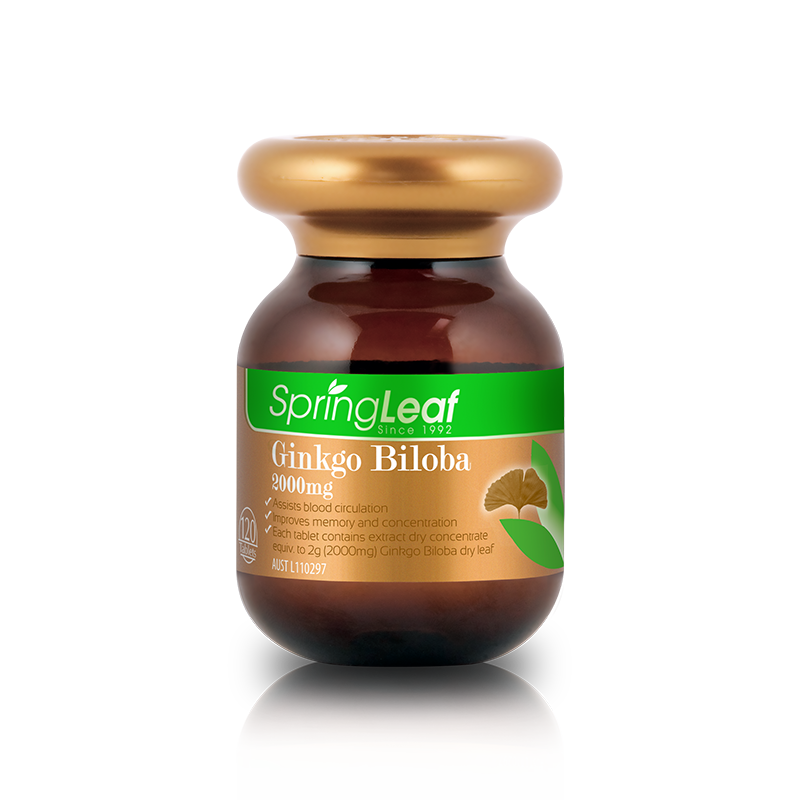 SpringLeaf
Since 1992
Ginkgo Biloba
2000mg
Assists blood circulation
Improves memory and concentration
Each tablet contains extract dry concentrate
equiv. to 2g (2000mg) Ginkgo Biloba dry leaf
AUST L110297
120
Tablets